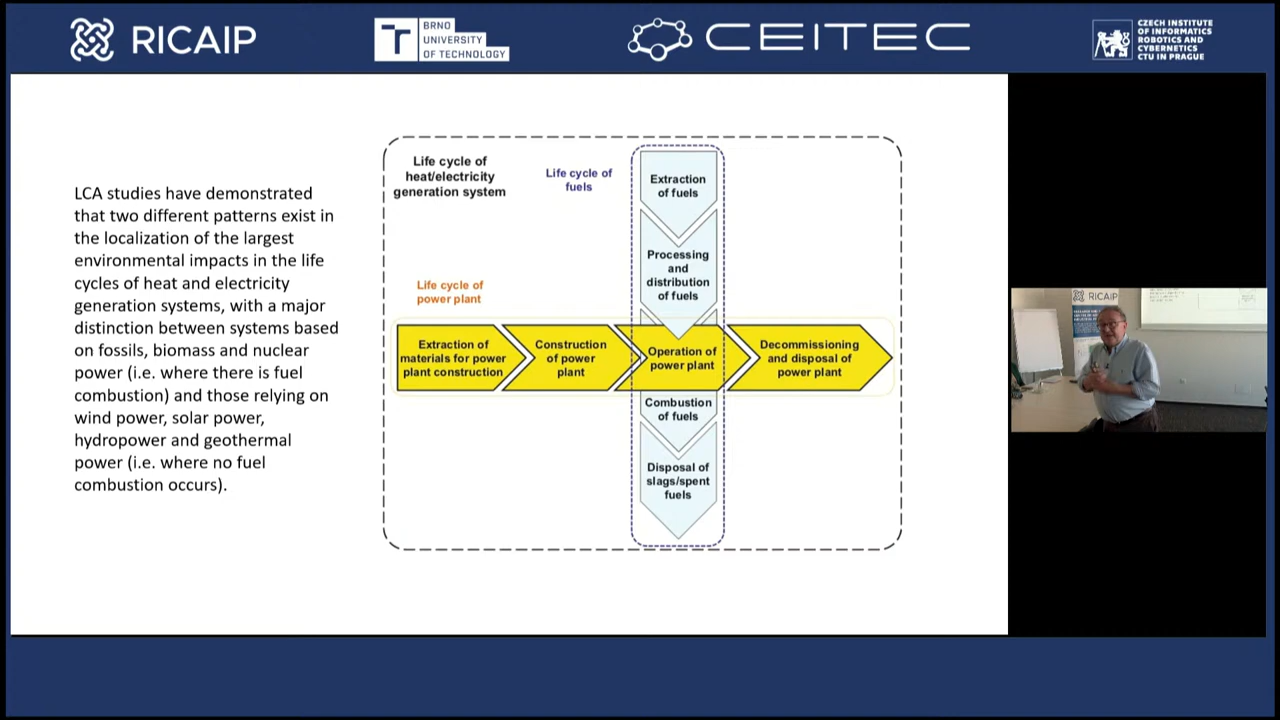 RICAIP
BRNO
UNIVERSITY
OF TECHNOLOGY
CEITEC
CZECH INSTITUTE
OF INFORMATICS
ROBOTICS AND
CYBERNETICS
CTU IN PRAGUE
LCA studies have demonstrated
that two different patterns exist in
the localization of the largest
environmental impacts in the life
cycles of heat and electricity
generation systems, with a major
distinction between systems based
on fossils, biomass and nuclear
power (i.e. where there is fuel
combustion) and those relying on
wind power, solar power,
hydropower and geothermal
power (i.e. where no fuel
combustion occurs).
Life cycle of
heat/electricity
generation system
Life cycle of
fuels
Extraction
of fuels
Processing
and
distribution
of fuels
Life cycle of
power plant
Extraction of
materials for power
plant construction
Construction
of power
plant
Operation of
power plant
Decommissioning
and disposal of
power plant
Combustion
of fuels
Disposal of
slags/spent
fuels
RICAIP